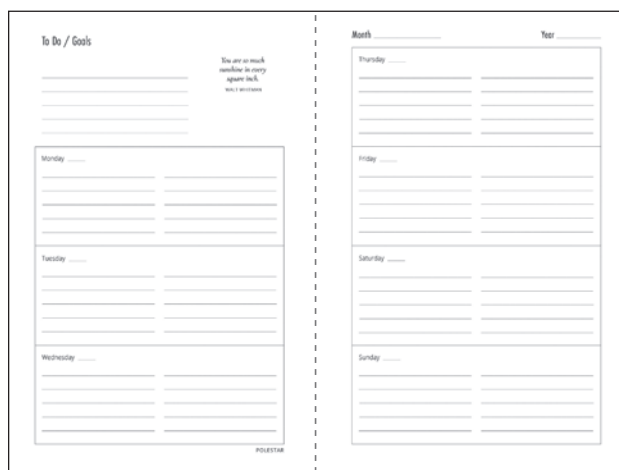 To Do / Goals
You are so much
sunshine in every
square inch.
WALT WHITMAN
Monday
Tuesday
Wednesday
POLESTAR
Month Year
Thursday
Friday
Saturday
Sunday